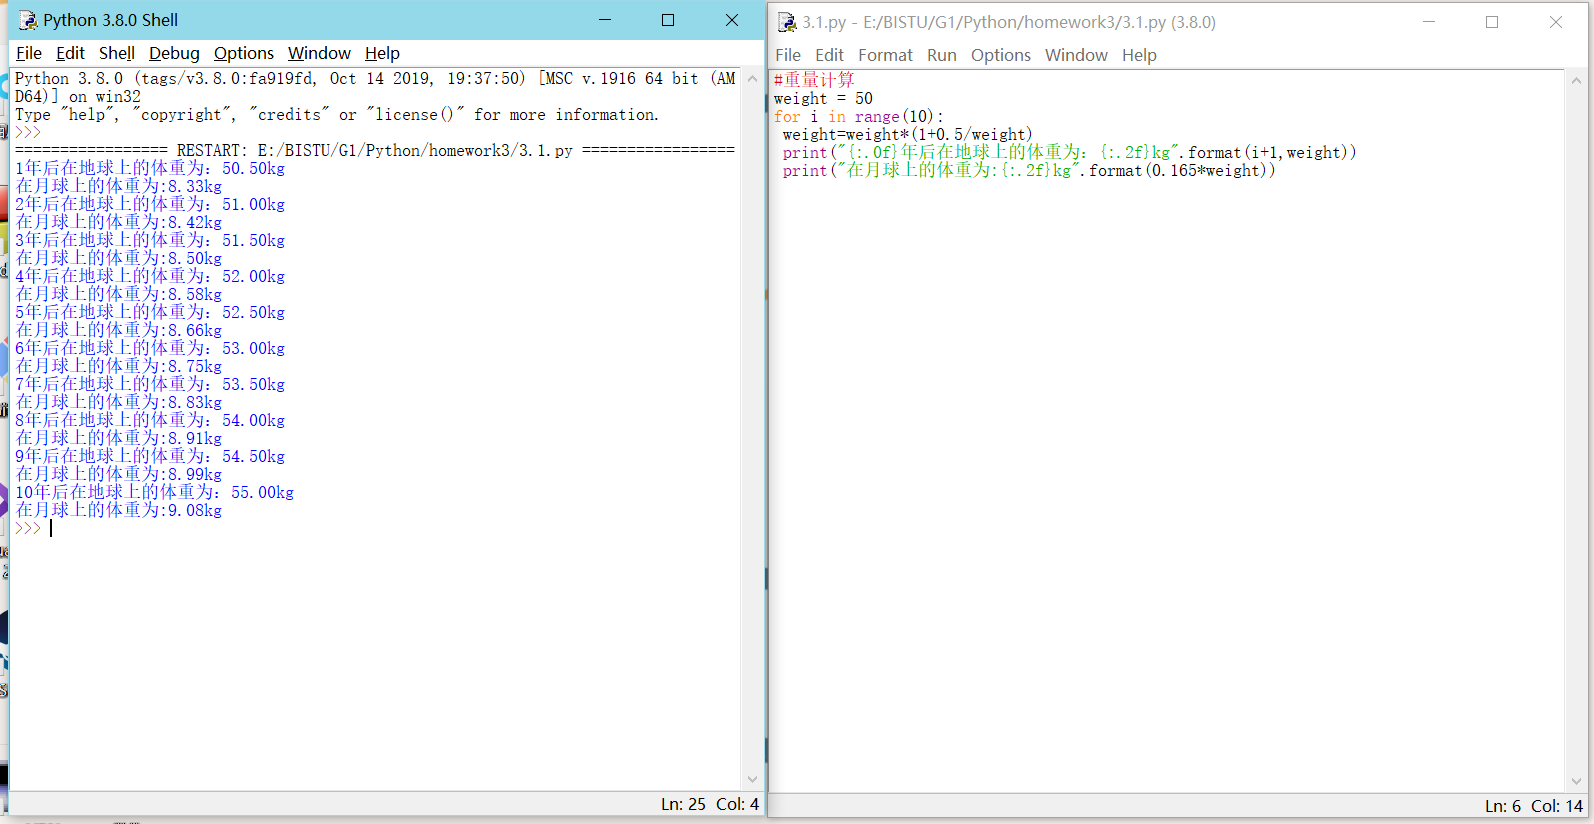 Python 3.8.0 Shell
File Edit Shell Debug Options Window Help
Python 3.8.0 (tags/v3.8.0:fa919fd, Oct 14 2019, 19:37:50) [MSC v.1916 64 bit (AM
D64)] on win32
Type "help", "copyright", "credits" or "license()" for more information.
>>>
================= RESTART: E:/BISTU/G1/Python/homework3/3.1.py =================
1年后在地球上的体重为：50.50kg
在月球上的体重为:8.33kg
2年后在地球上的体重为：51.00kg
在月球上的体重为:8.42kg
3年后在地球上的体重为：51.50kg
在月球上的体重为:8.50kg
4年后在地球上的体重为：52.00kg
在月球上的体重为:8.58kg
5年后在地球上的体重为：52.50kg
在月球上的体重为:8.66kg
6年后在地球上的体重为：53.00kg
在月球上的体重为:8.75kg
7年后在地球上的体重为：53.50kg
在月球上的体重为:8.83kg
8年后在地球上的体重为：54.00kg
在月球上的体重为:8.91kg
9年后在地球上的体重为：54.50kg
在月球上的体重为:8.99kg
10年后在地球上的体重为：55.00kg
在月球上的体重为:9.08kg
>>>
Ln: 25 Col: 4
3.1.py - E:/BISTU/G1/Python/homework3/3.1.py (3.8.0)
File Edit Format Run Options Window Help
#重量计算
weight = 50
for i in range(10):
 weight=weight*(1+0.5/weight)
 print("{:.0f}年后在地球上的体重为：{:.2f}kg".format(i+1,weight))
 print("在月球上的体重为:{:.2f}kg".format(0.165*weight))
Ln: 6 Col: 14